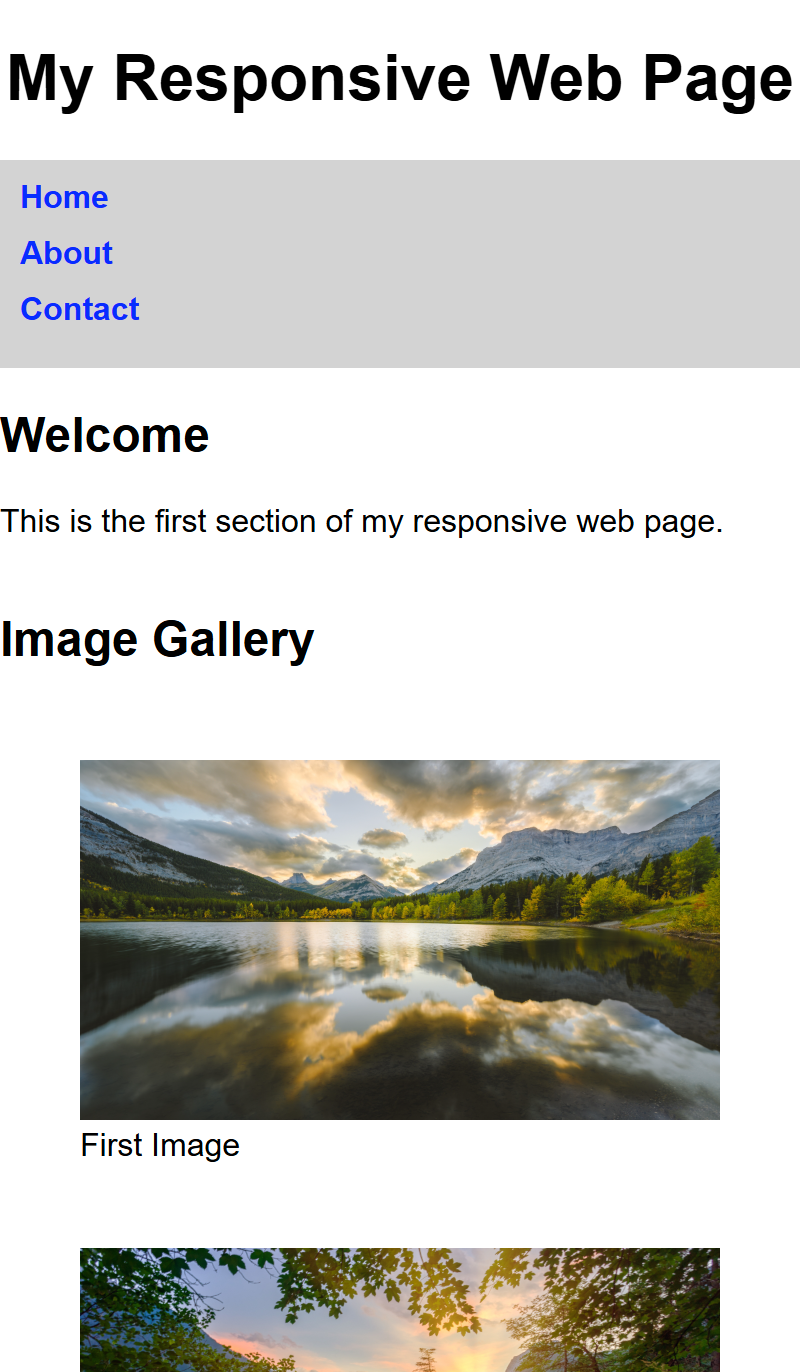 My Responsive Web Page
Home
About
Contact
Welcome
This is the first section of my responsive web page.
Image Gallery
First Image